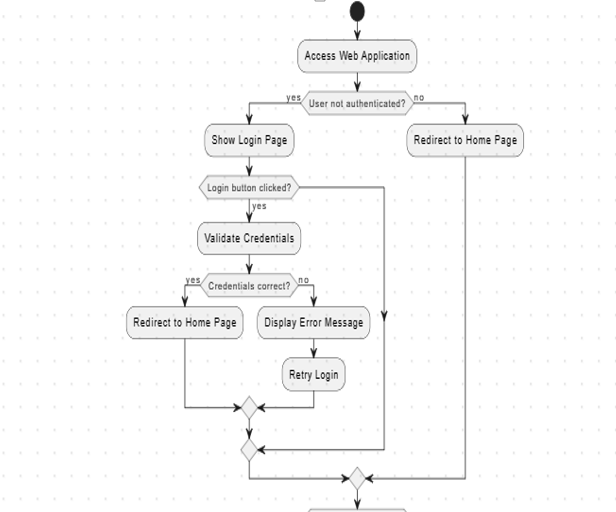 Access Web Application
yes
User not authenticated?
no
Show Login Page
Redirect to Home Page
Login button clicked?
yes
Validate Credentials
yes
Credentials correct?
no
Redirect to Home Page
Display Error Message
Retry Login